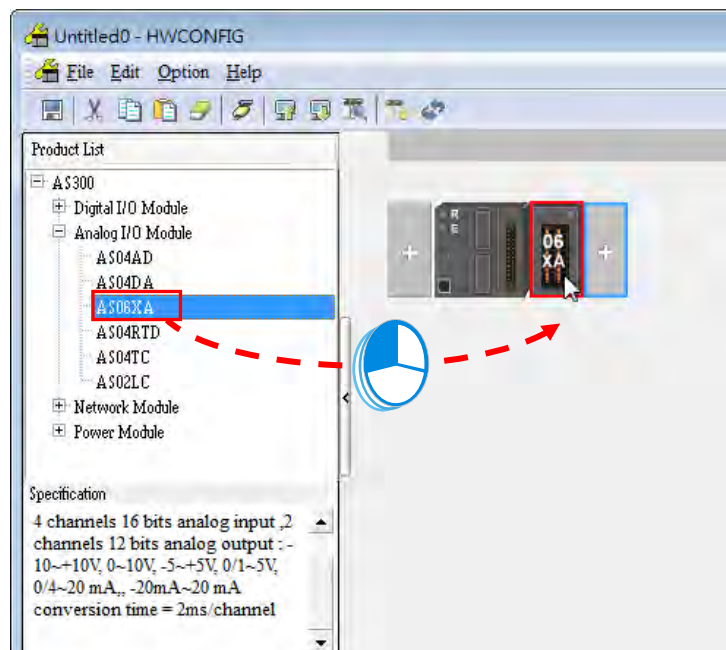 Untitled0 - HWCONFIG
File Edit Option Help
Product List
AS300
Digital I/O Module
Analog I/O Module
AS04AD
AS04DA
AS06XA
AS04RTD
AS04TC
AS02LC
Network Module
Power Module
R
E
06
XA
Specification
4 channels 16 bits analog input ,2
channels 12 bits analog output : -
10~+10V, 0~10V, -5~+5V, 0/1~5V,
0/4~20 mA,, -20mA~20 mA
conversion time = 2ms/channel